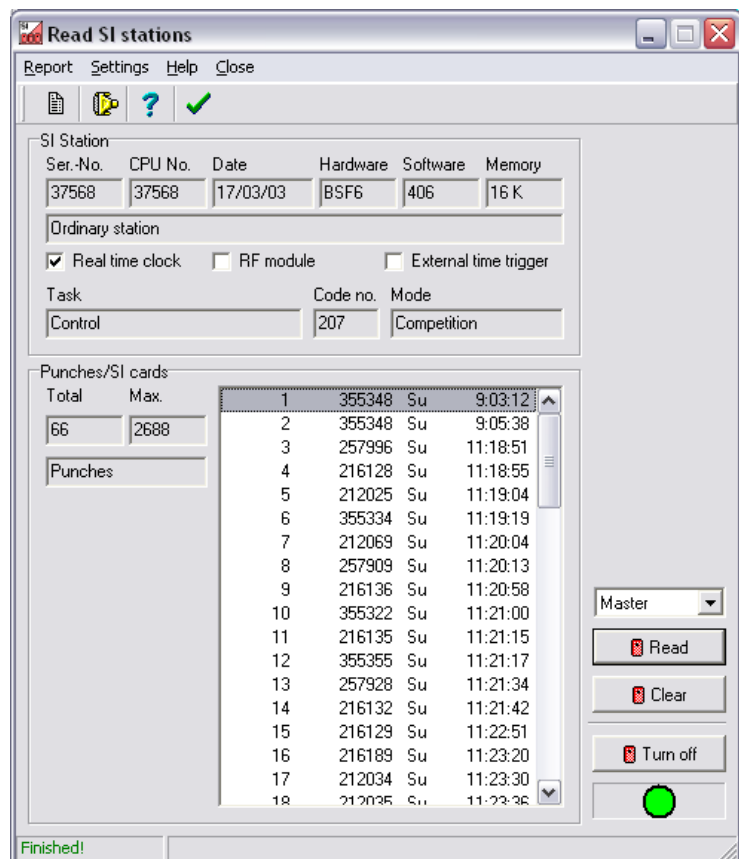 Read SI stations
Report Settings Help Close
SI Station
Ser.-No. CPU No. Date Hardware Software Memory
37568 37568 17/03/03 BSF6 406 16 K
Ordinary station
Real time clock RF module External time trigger
Task Code no. Mode
Control 207 Competition
Punches/SI cards
Total Max.
66 2688
Punches
1 355348 Su 9:03:12
2 355348 Su 9:05:38
3 257996 Su 11:18:51
4 216128 Su 11:18:55
5 212025 Su 11:19:04
6 355334 Su 11:19:19
7 212069 Su 11:20:04
8 257909 Su 11:20:13
9 216136 Su 11:20:58
10 355322 Su 11:21:00
11 216135 Su 11:21:15
12 355355 Su 11:21:17
13 257928 Su 11:21:34
14 216132 Su 11:21:42
15 216129 Su 11:22:51
16 216189 Su 11:23:20
17 212034 Su 11:23:30
18 212035 Su 11:23:36
Master
Read
Clear
Turn off
Finished!